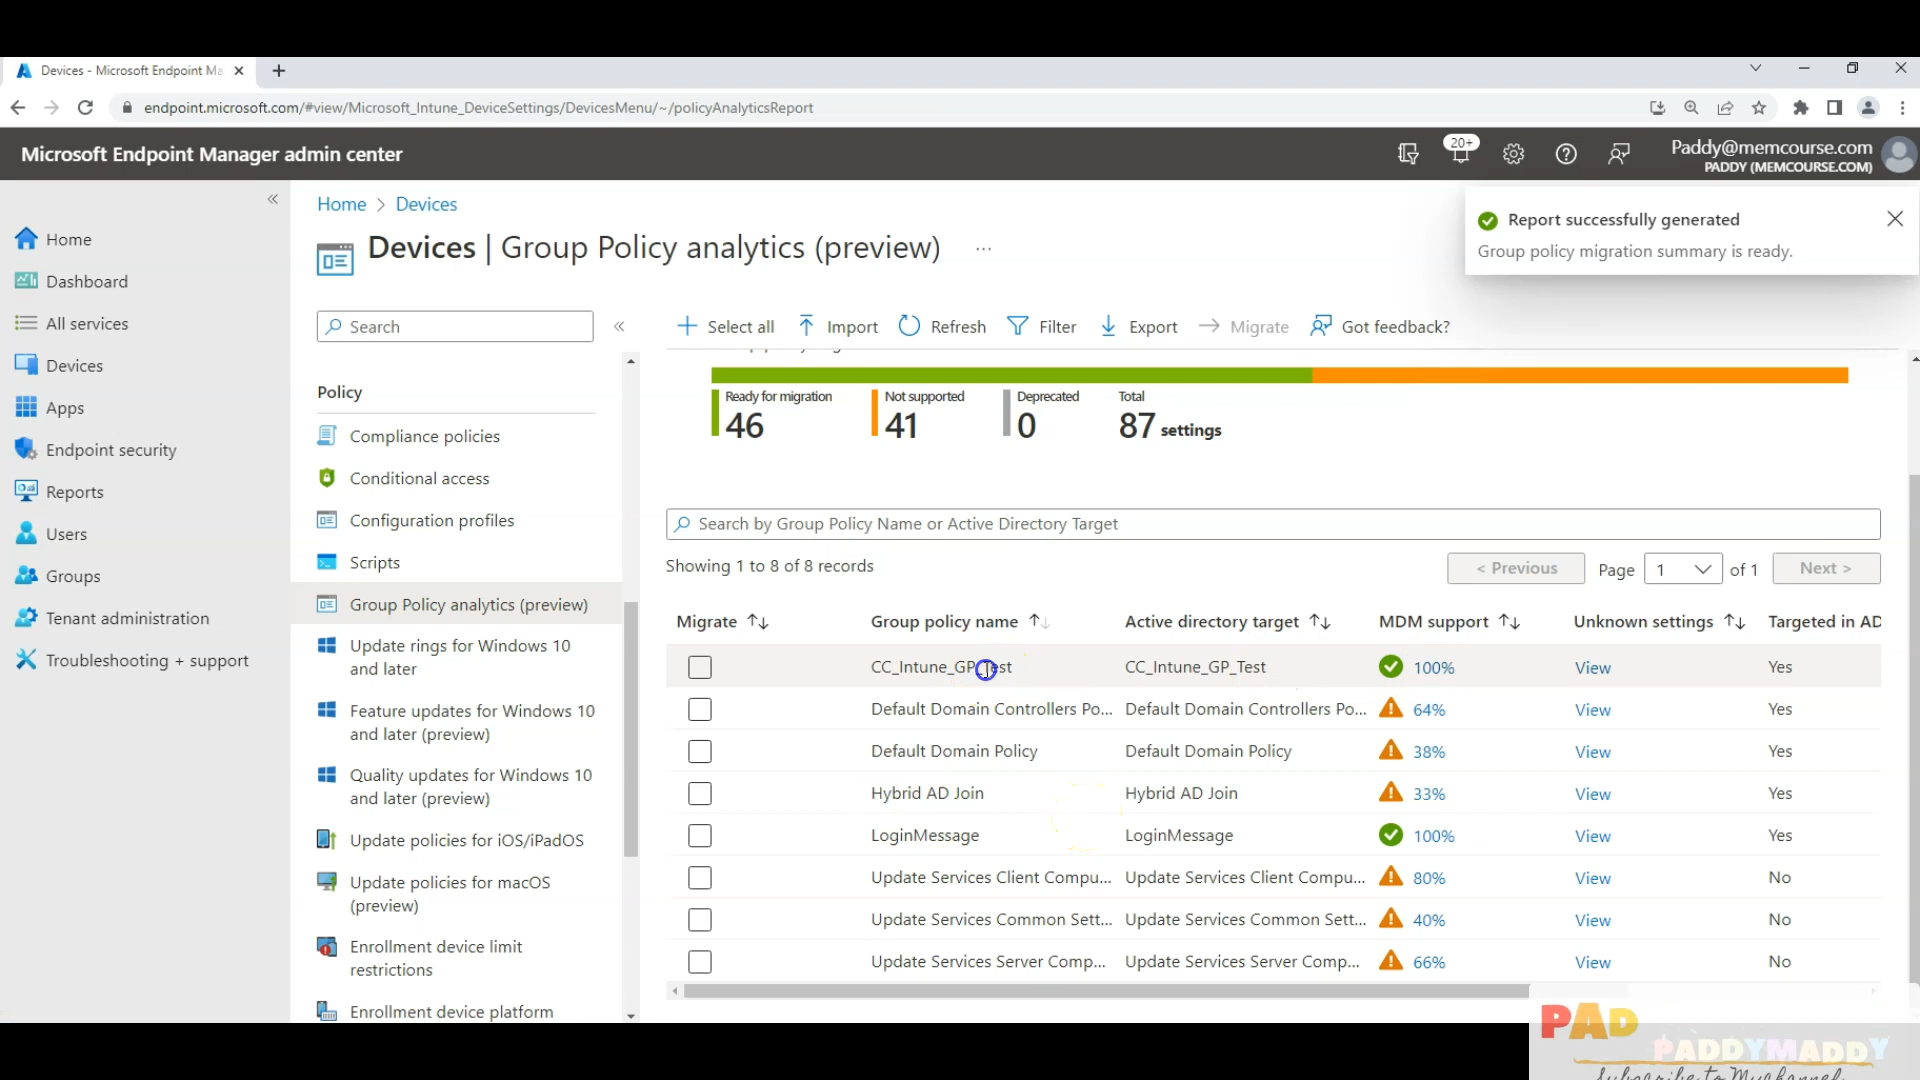 Devices - Microsoft Endpoint Ma
endpoint.microsoft.com/#view/Microsoft_Intune_DeviceSettings/DevicesMenu/~/policyAnalyticsReport
Microsoft Endpoint Manager admin center
20+
Paddy@memcourse.com
PADDY (MEMCOURSE.COM)
Report successfully generated
Group policy migration summary is ready.
Home > Devices
Devices | Group Policy analytics (preview) ...
Home
Dashboard
All services
Devices
Apps
Endpoint security
Reports
Users
Groups
Tenant administration
Troubleshooting + support
Search
Policy
Compliance policies
Conditional access
Configuration profiles
Scripts
Group Policy analytics (preview)
Update rings for Windows 10
and later
Feature updates for Windows 10
and later (preview)
Quality updates for Windows 10
and later (preview)
Update policies for iOS/iPadOS
Update policies for macOS
(preview)
Enrollment device limit
restrictions
Enrollment device platform
Select all Import Refresh Filter Export Migrate Got feedback?
Ready for migration Not supported Deprecated Total
46 41 0 87 settings
Search by Group Policy Name or Active Directory Target
Showing 1 to 8 of 8 records
< Previous Page 1 of 1 Next >
Migrate Group policy name Active directory target MDM support Unknown settings Targeted in AD
CC_Intune_GP_Test CC_Intune_GP_Test 100% View Yes
Default Domain Controllers Po... Default Domain Controllers Po... 64% View Yes
Default Domain Policy Default Domain Policy 38% View Yes
Hybrid AD Join Hybrid AD Join 33% View Yes
LoginMessage LoginMessage 100% View Yes
Update Services Client Compu... Update Services Client Compu... 80% View No
Update Services Common Sett... Update Services Common Sett... 40% View No
Update Services Server Comp... Update Services Server Comp... 66% View No
PAD
PADDYMADDY
Subscribe to My channel